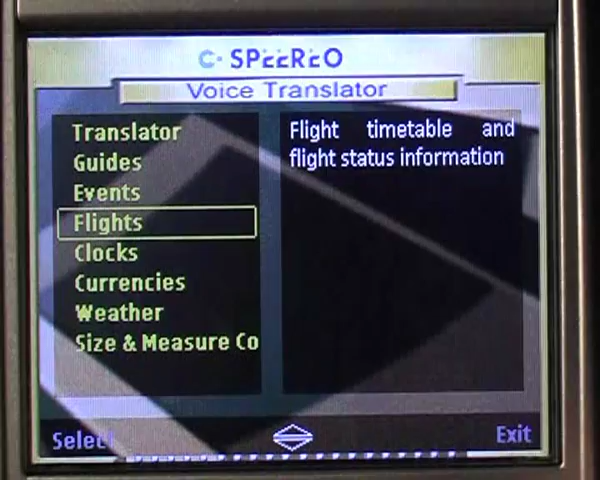 SPEEREO
Voice Translator
Translator
Guides
Events
Flights
Clocks
Currencies
Weather
Size & Measure Co
Flight timetable and
flight status information
Select
Exit